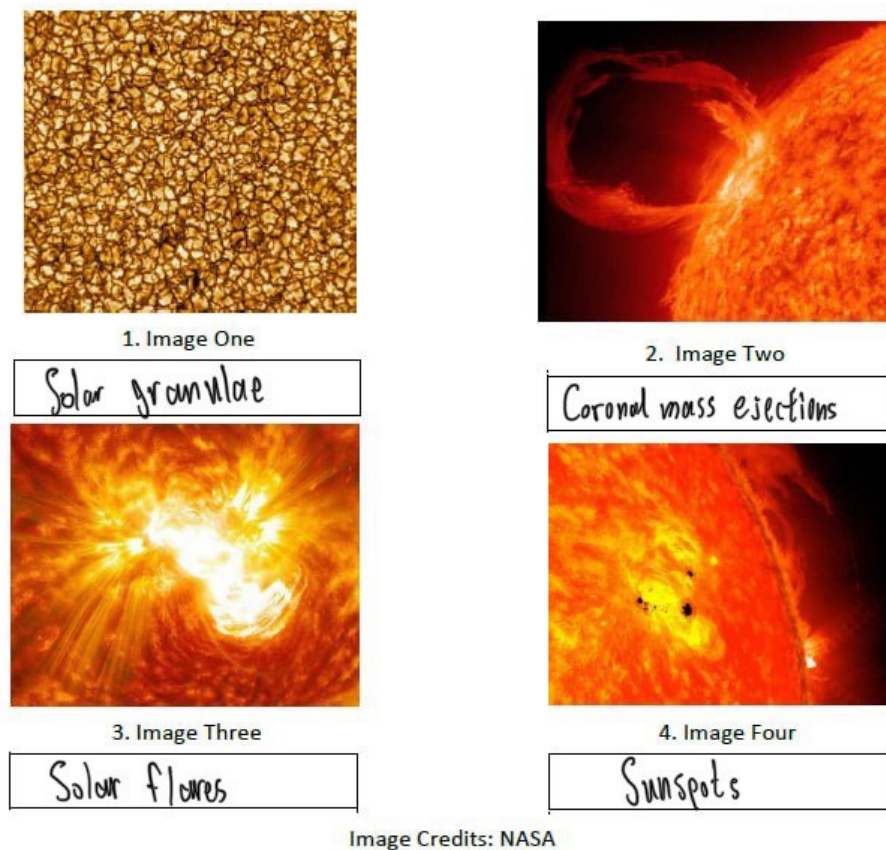 1. Image One
Solar granulae
2. Image Two
Coronal mass ejections
3. Image Three
Solar flares
4. Image Four
Sunspots
Image Credits: NASA